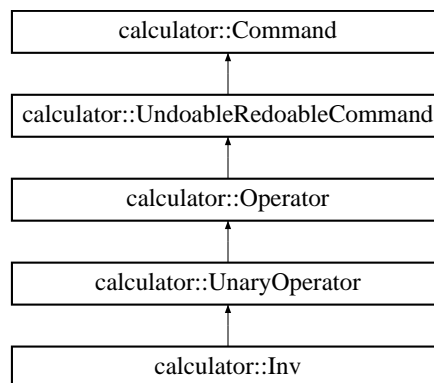 calculator::Command
calculator::UndoableRedoableCommand
calculator::Operator
calculator::UnaryOperator
calculator::Inv